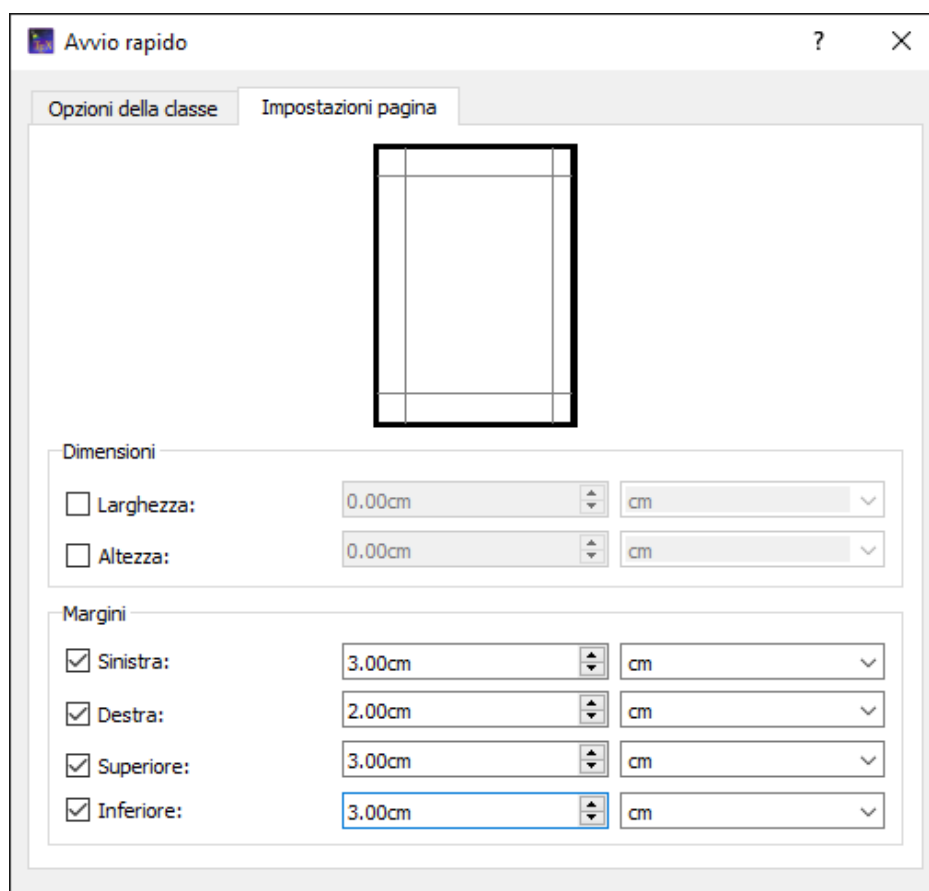 Avvio rapido ?
Opzioni della classe Impostazioni pagina
Dimensioni
Larghezza: 0.00cm cm
Altezza: 0.00cm cm
Margini
Sinistra: 3.00cm cm
Destra: 2.00cm cm
Superiore: 3.00cm cm
Inferiore: 3.00cm cm